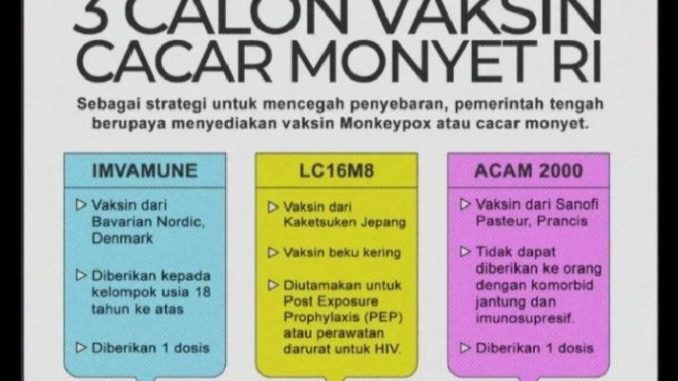 3 CALON VAKSIN
CACAR MONYET RI
Sebagai strategi untuk mencegah penyebaran, pemerintah tengah
berupaya menyediakan vaksin Monkeypox atau cacar monyet.
IMVAMUNE
Vaksin dari
Bavarian Nordic,
Denmark
Diberikan kepada
kelompok usia 18
tahun ke atas
Diberikan 1 dosis
LC16M8
Vaksin dari
Kaketsuken Jepang
Vaksin beku kering
Diutamakan untuk
Post Exposure
Prophylaxis (PEP)
atau perawatan
darurat untuk HIV.
ACAM 2000
Vaksin dari Sanofi
Pasteur, Prancis
Tidak dapat
diberikan ke orang
dengan komorbid
jantung dan
imunosupresif.
Diberikan 1 dosis